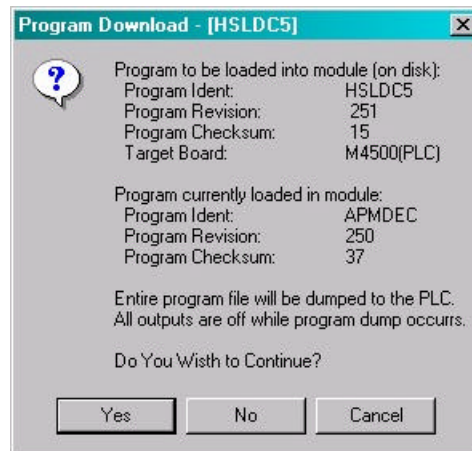 Program Download - [HSLDC5]
?
Program to be loaded into module (on disk):
Program Ident: HSLDC5
Program Revision: 251
Program Checksum: 15
Target Board: M4500(PLC)
Program currently loaded in module:
Program Ident: APMDEC
Program Revision: 250
Program Checksum: 37
Entire program file will be dumped to the PLC.
All outputs are off while program dump occurrs.
Do You Wisth to Continue?
Yes No Cancel